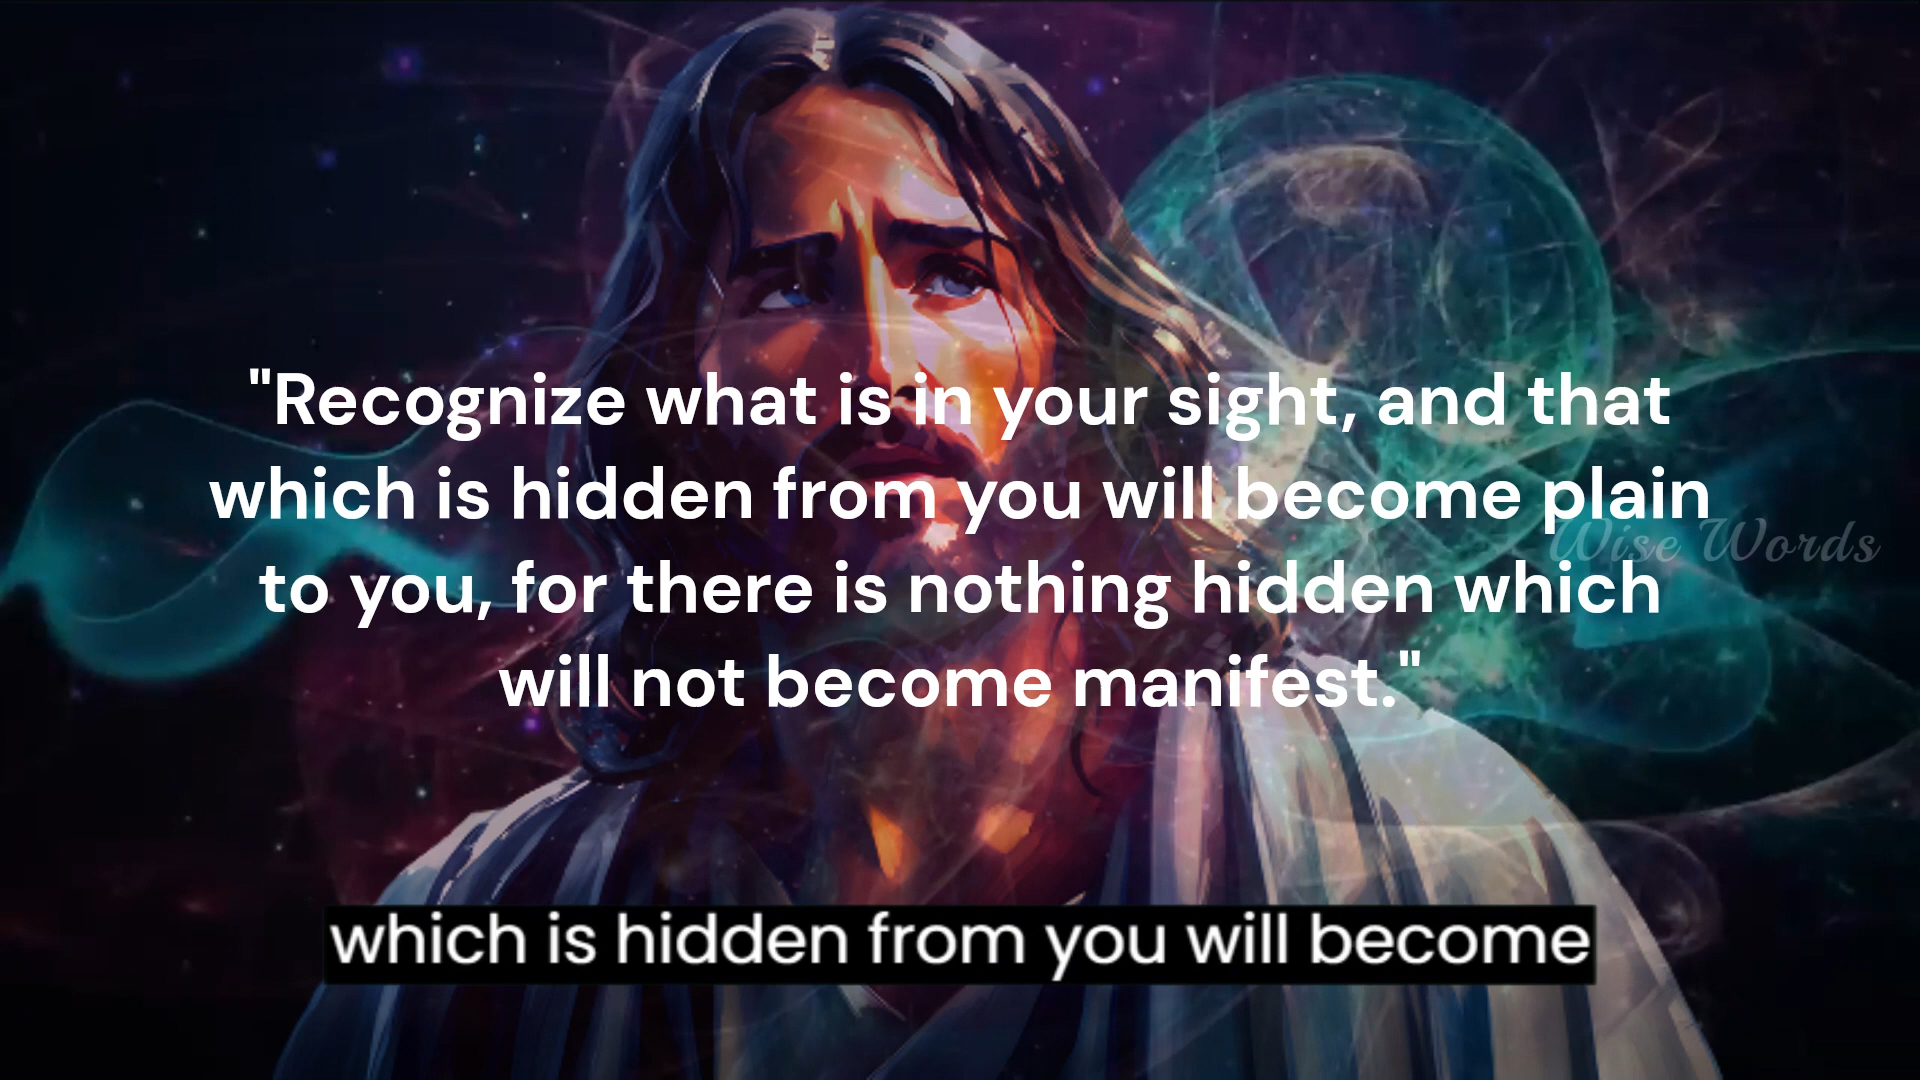 "Recognize what is in your sight, and that
which is hidden from you will become plain
Wise Words
to you, for there is nothing hidden which
will not become manifest."
which is hidden from you will become